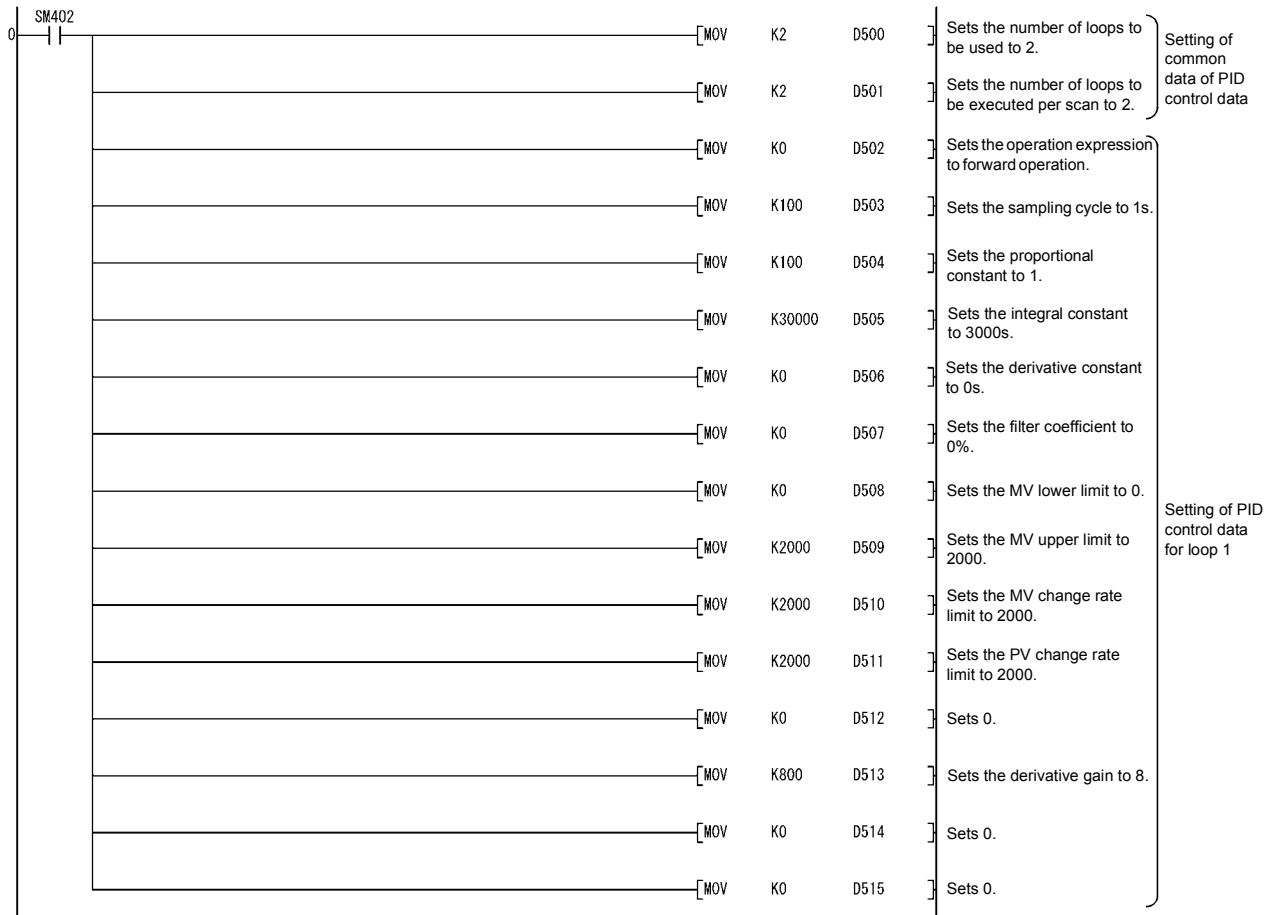 SM402
0
[MOV K2 D500 ]
Sets the number of loops to
be used to 2.
[MOV K2 D501 ]
Sets the number of loops to
be executed per scan to 2.
Setting of
common
data of PID
control data
[MOV K0 D502 ]
Sets the operation expression
to forward operation.
[MOV K100 D503 ]
Sets the sampling cycle to 1s.
[MOV K100 D504 ]
Sets the proportional
constant to 1.
[MOV K30000 D505 ]
Sets the integral constant
to 3000s.
[MOV K0 D506 ]
Sets the derivative constant
to 0s.
[MOV K0 D507 ]
Sets the filter coefficient to
0%.
[MOV K0 D508 ]
Sets the MV lower limit to 0.
[MOV K2000 D509 ]
Sets the MV upper limit to
2000.
[MOV K2000 D510 ]
Sets the MV change rate
limit to 2000.
[MOV K2000 D511 ]
Sets the PV change rate
limit to 2000.
[MOV K0 D512 ]
Sets 0.
[MOV K800 D513 ]
Sets the derivative gain to 8.
[MOV K0 D514 ]
Sets 0.
[MOV K0 D515 ]
Sets 0.
Setting of PID
control data
for loop 1